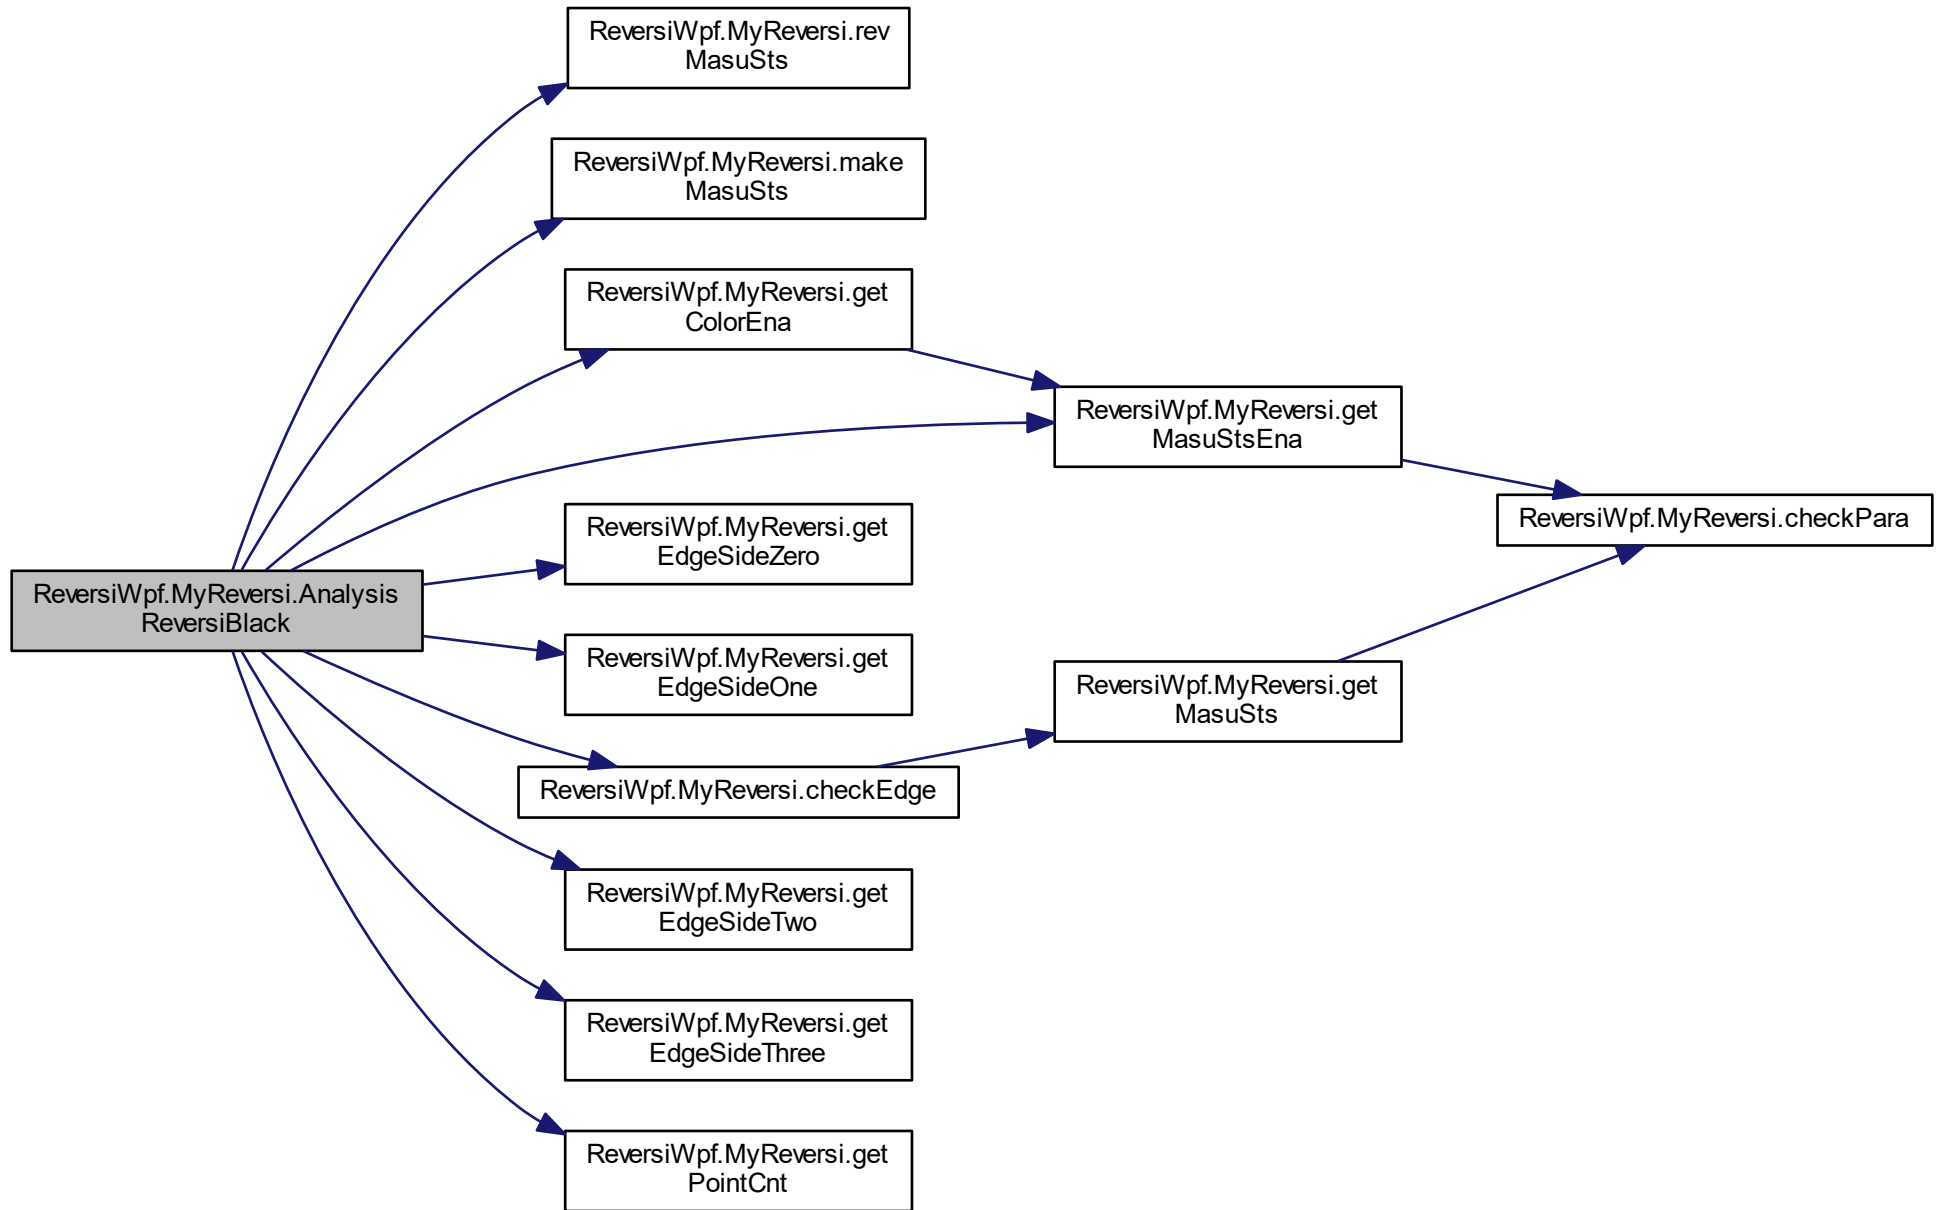 ReversiWpf.MyReversi.Analysis
ReversiBlack
ReversiWpf.MyReversi.rev
MasuSts
ReversiWpf.MyReversi.make
MasuSts
ReversiWpf.MyReversi.get
ColorEna
ReversiWpf.MyReversi.get
MasuStsEna
ReversiWpf.MyReversi.checkPara
ReversiWpf.MyReversi.get
EdgeSideZero
ReversiWpf.MyReversi.get
EdgeSideOne
ReversiWpf.MyReversi.checkEdge
ReversiWpf.MyReversi.get
MasuSts
ReversiWpf.MyReversi.get
EdgeSideTwo
ReversiWpf.MyReversi.get
EdgeSideThree
ReversiWpf.MyReversi.get
PointCnt